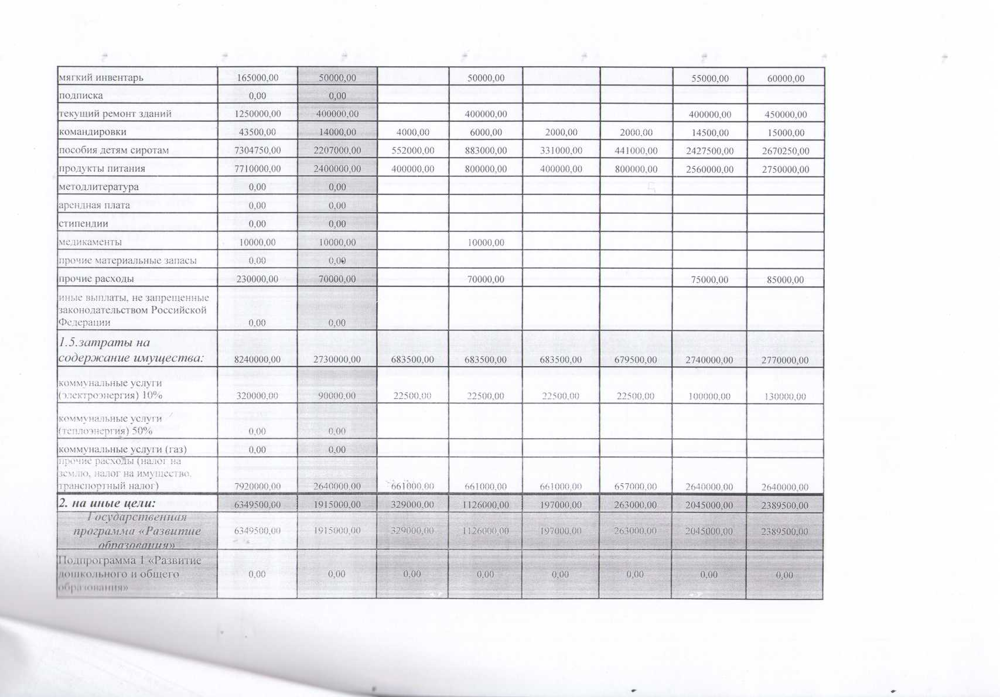 мягкий инвентарь 165000,00 50000,00 50000,00 55000,00 60000,00
подписка 0,00 0,00
текущий ремонт зданий 1250000,00 400000,00 400000,00 400000,00 450000,00
командировки 43500,00 14000,00 4000,00 6000,00 2000,00 2000,00 14500,00 15000,00
пособия детям сиротам 7304750,00 2207000,00 552000,00 883000,00 331000,00 441000,00 2427500,00 2670250,00
продукты питания 7710000,00 2400000,00 400000,00 800000,00 400000,00 800000,00 2560000,00 2750000,00
методлитература 0,00 0,00
арендная плата 0,00 0,00
стипендии 0,00 0,00
медикаменты 10000,00 10000,00 10000,00
прочие материальные запасы 0,00 0,00
прочие расходы 230000,00 70000,00 70000,00 75000,00 85000,00
иные выплаты, не запрещенные
законодательством Российской
Федерации 0,00 0,00
1.5.затраты на
содержание имущества: 8240000,00 2730000,00 683500,00 683500,00 683500,00 679500,00 2740000,00 2770000,00
коммунальные услуги
(электроэнергия) 10% 320000,00 90000,00 22500,00 22500,00 22500,00 22500,00 100000,00 130000,00
коммунальные услуги
(теплоэнергия) 50% 0,00 0,00
коммунальные услуги (газ) 0,00 0,00
прочие расходы (налог на
землю, налог на имущество,
транспортный налог) 7920000,00 2640000,00 661000,00 661000,00 661000,00 657000,00 2640000,00 2640000,00
2. на иные цели: 6349500,00 1915000,00 329000,00 1126000,00 197000,00 263000,00 2045000,00 2389500,00
Государственная
программа «Развитие 6349500,00 1915000,00 329000,00 1126000,00 197000,00 263000,00 2045000,00 2389500,00
образования»
Подпрограмма 1 «Развитие
дошкольного и общего 0,00 0,00 0,00 0,00 0,00 0,00 0,00 0,00
образования»